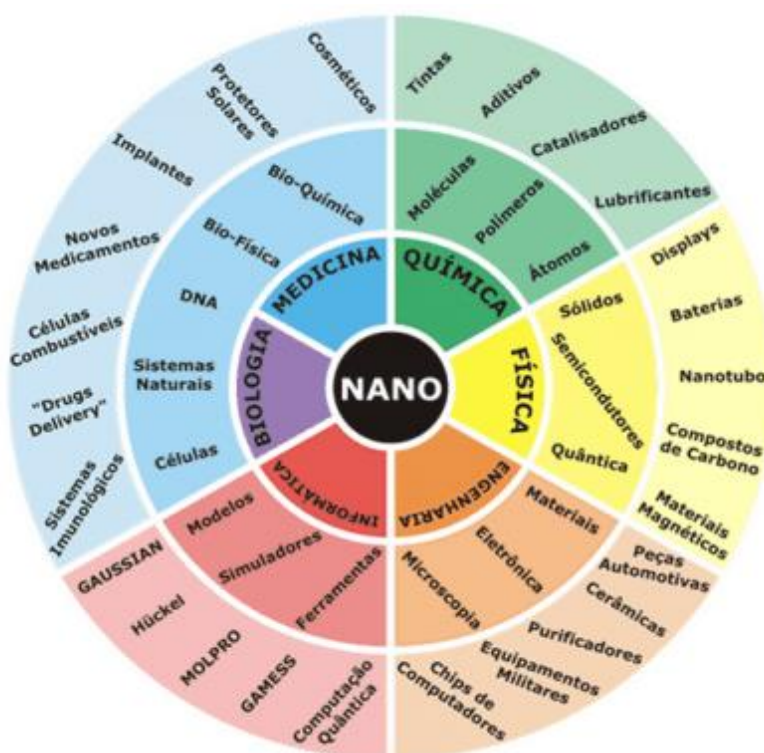 NANO
MEDICINA
QUÍMICA
FÍSICA
ENGENHARIA
INFORMATICA
BIOLOGIA
Bio-Química
Bio-Física
DNA
Sistemas
Naturais
Células
Moléculas
Polímeros
Átomos
Sólidos
Semicondutores
Quântica
Materiais
Eletrônica
Microscopia
Ferramentas
Simuladores
Modelos
Cosméticos
Protetores
Solares
Implantes
Novos
Medicamentos
Células
Combustíveis
"Drugs
Delivery"
Sistemas
Imunológicos
Tintas
Aditivos
Catalisadores
Lubrificantes
Displays
Baterias
Nanotubo
Compostos
de Carbono
Materiais
Magnéticos
Peças
Automotivas
Cerâmicas
Purificadores
Equipamentos
Militares
Chips de
Computadores
Computação
Quântica
GAMESS
MOLPRO
Hückel
GAUSSIAN